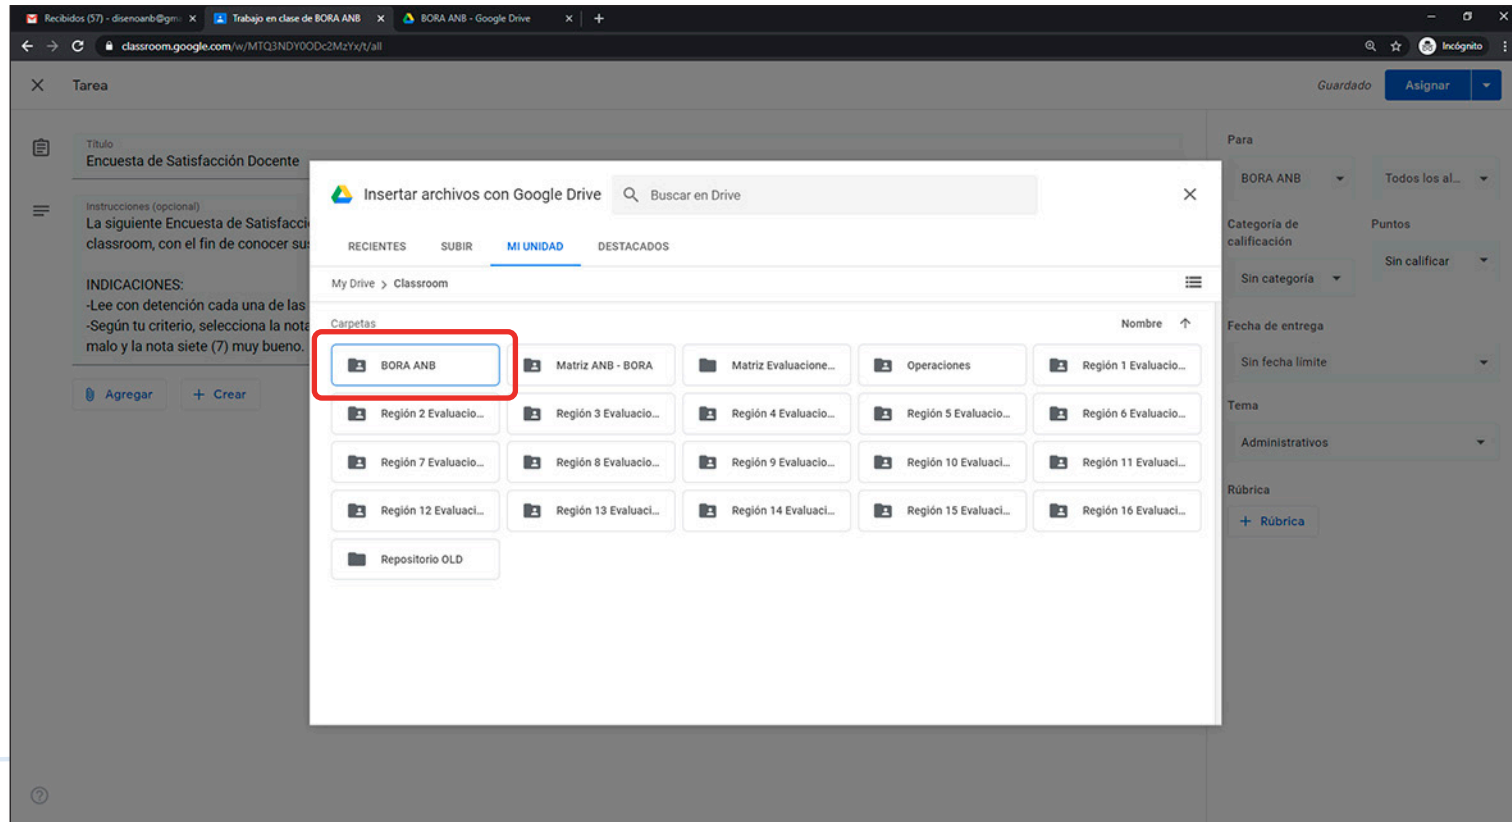 Recibidos (57) - disenoanb@gm
Trabajo en clase de BORA ANB
BORA ANB - Google Drive
classroom.google.com/w/MTQ3NDY0ODc2MzYx/t/all
Incógnito
Tarea
Guardado
Asignar
Título
Encuesta de Satisfacción Docente
Instrucciones (opcional)
La siguiente Encuesta de Satisfacci
classroom, con el fin de conocer su
INDICACIONES:
-Lee con detención cada una de las
-Según tu criterio, selecciona la nota
malo y la nota siete (7) muy bueno.
Agregar
+ Crear
Insertar archivos con Google Drive
Buscar en Drive
RECIENTES SUBIR MI UNIDAD DESTACADOS
My Drive > Classroom
Carpetas
Nombre
BORA ANB
Matriz ANB - BORA
Matriz Evaluacione...
Operaciones
Región 1 Evaluacio...
Región 2 Evaluacio...
Región 3 Evaluacio...
Región 4 Evaluacio...
Región 5 Evaluacio...
Región 6 Evaluacio...
Región 7 Evaluacio...
Región 8 Evaluacio...
Región 9 Evaluacio...
Región 10 Evaluaci...
Región 11 Evaluaci...
Región 12 Evaluaci...
Región 13 Evaluaci...
Región 14 Evaluaci...
Región 15 Evaluaci...
Región 16 Evaluaci...
Repositorio OLD
Para
BORA ANB
Todos los al...
Categoría de
calificación
Puntos
Sin categoría
Sin calificar
Fecha de entrega
Sin fecha límite
Tema
Administrativos
Rúbrica
+ Rúbrica